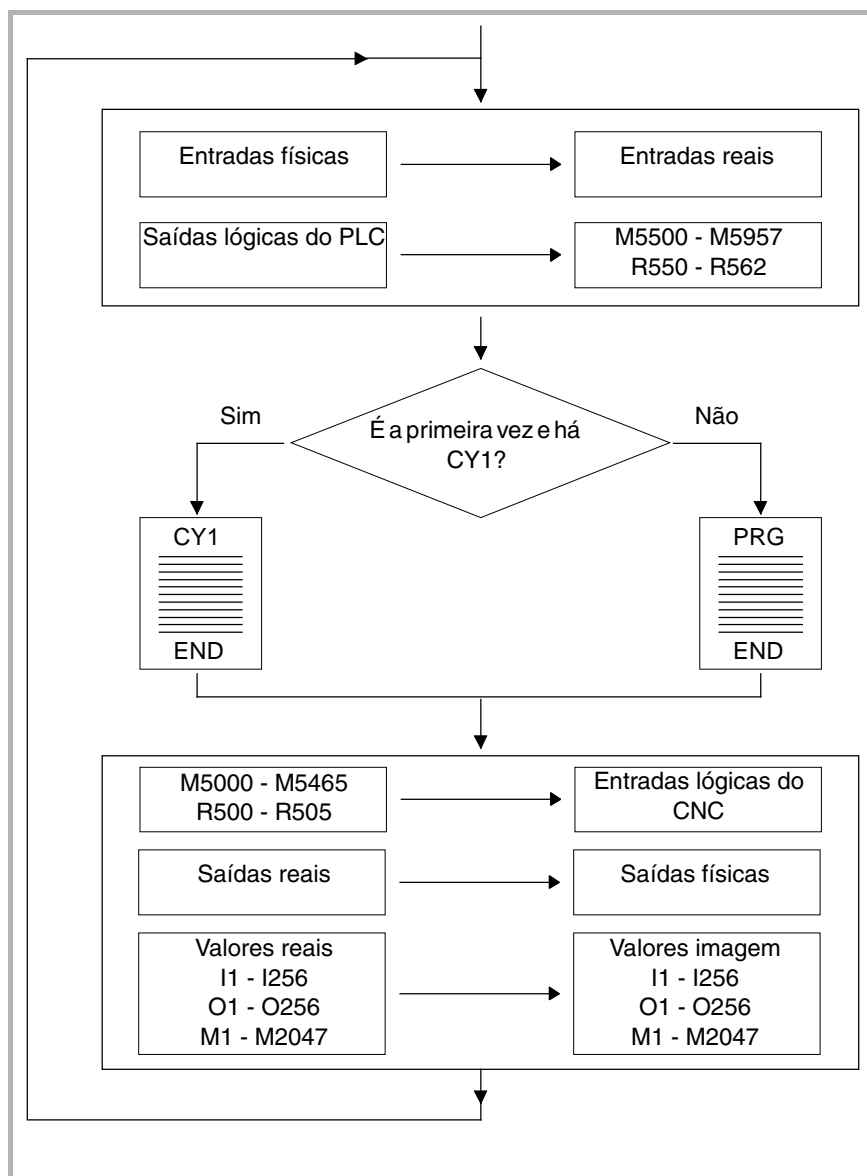 Entradas físicas
Entradas reais
Saídas lógicas do PLC
M5500 - M5957
R550 - R562
É a primeira vez e há
CY1?
Sim
Não
CY1
END
PRG
END
M5000 - M5465
R500 - R505
Entradas lógicas do
CNC
Saídas reais
Saídas físicas
Valores reais
I1 - I256
O1 - O256
M1 - M2047
Valores imagem
I1 - I256
O1 - O256
M1 - M2047